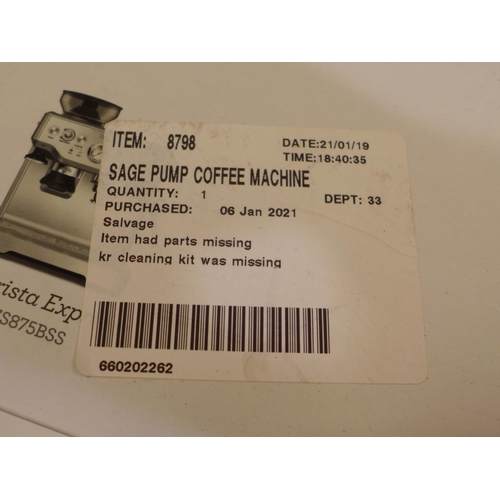 ITEM: 8798
DATE:21/01/19
TIME:18:40:35
SAGE PUMP COFFEE MACHINE
QUANTITY: 1
DEPT: 33
PURCHASED: 06 Jan 2021
Salvage
Item had parts missing
kr cleaning kit was missing
660202262
rista Exp
ES875BSS